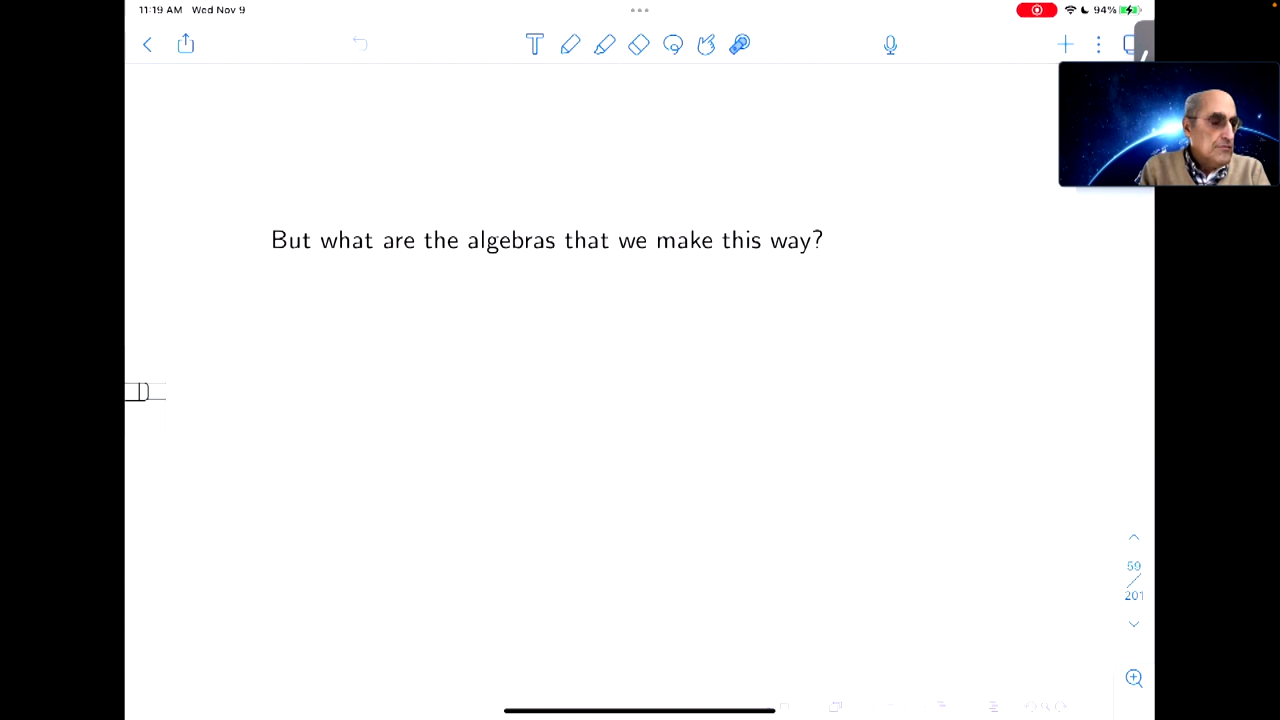 11:19 AM Wed Nov 9
94%
T
But what are the algebras that we make this way?
59
201